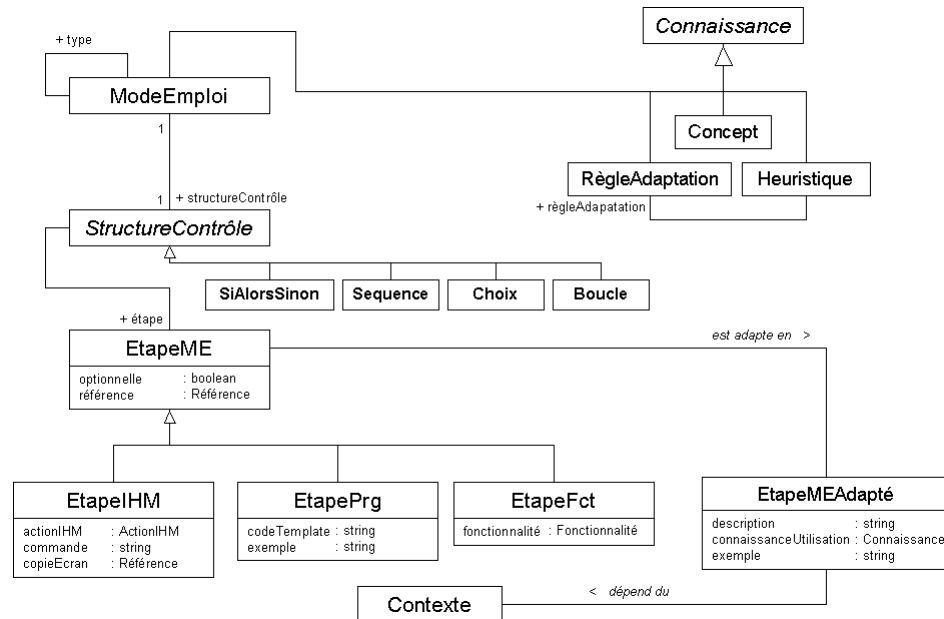 Connaissance
+ type
ModeEmploi
Concept
1
RègleAdaptation
Heuristique
+ structureContrôle
1
+ règleAdapatation
StructureContrôle
SiAlorsSinon
Sequence
Choix
Boucle
+ étape
EtapeME
est adapte en >
optionnelle : boolean
référence : Référence
EtapeIHM
EtapePrg
EtapeFct
EtapeMEAdapté
actionIHM : ActionIHM
commande : string
copieEcran : Référence
codeTemplate : string
exemple : string
fonctionnalité : Fonctionnalité
description : string
connaissanceUtilisation : Connaissance
exemple : string
< dépend du
Contexte